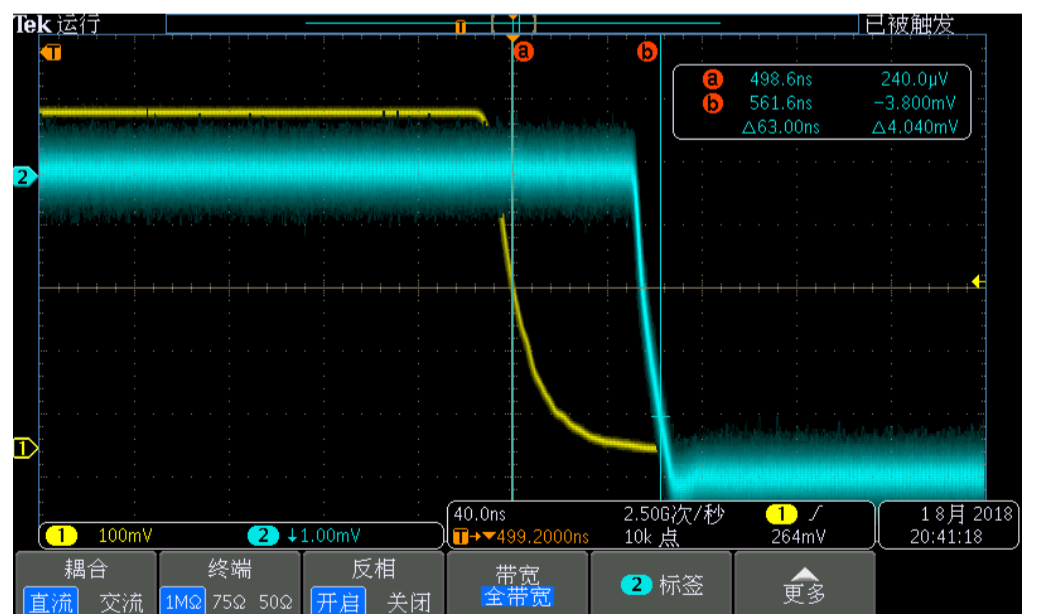 Tek 运行 T 已被触发
T a b
a 498.6ns 240.0µV
b 561.6ns −3.800mV
△63.00ns △4.040mV
2
1
1 100mV 2 ↓1.00mV
40.0ns 2.50G次/秒 1 ∫
T→▼499.2000ns 10k 点 264mV
1 8月 2018
20:41:18
耦合 终端 反相 带宽 2 标签 更多
直流 交流 1MΩ 75Ω 50Ω 开启 关闭 全带宽